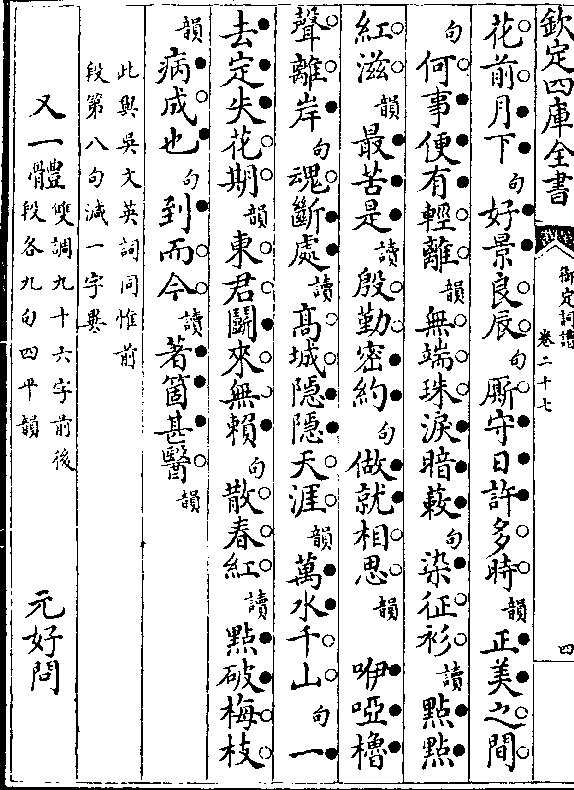 欽定四庫全書
御定詞譜
卷二十七
四
花前月下句好景良辰句厮守日許多時韻正美之間
句何事便有輕離韻無端珠淚暗蔌句染征衫讀點點
紅滋韻最苦是讀殷勤密約句做就相思韻 咿啞櫓
聲離岸句魂斷處讀高城隱隱天涯韻萬水千山句一
去定失花期韻東君鬭來無賴句散春紅讀點破梅枝
韻病成也句到而今讀著箇甚醫韻
此與吳文英詞同惟前
段第八句減一字異
又一體
雙調九十六字前後
段各九句四平韻
元好問